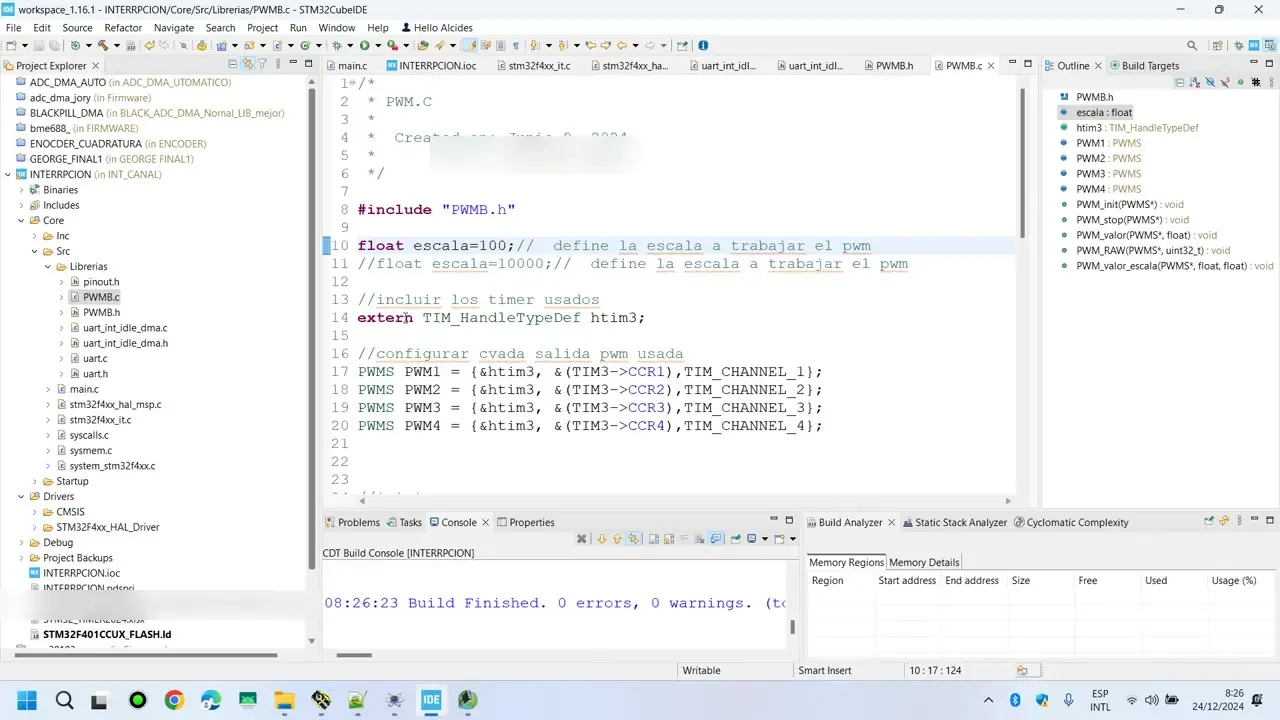 workspace_1.16.1 - INTERRPCION/Core/Src/Librerias/PWMB.c - STM32CubeIDE
File Edit Source Refactor Navigate Search Project Run Window Help Hello Alcides
Project Explorer
main.c INTERRPCION.ioc stm32f4xx_it.c stm32f4xx_ha... uart_int_idl... uart_int_idl... PWMB.h PWMB.c
Outline Build Targets
ADC_DMA_AUTO (in ADC_DMA_UTOMATICO)
adc_dma_jory (in Firmware)
BLACKPILL_DMA (in BLACK_ADC_DMA_Nornal_LIB_mejor)
bme688_ (in FIRMWARE)
ENOCDER_CUADRATURA (in ENCODER)
GEORGE_FINAL1 (in GEORGE FINAL1)
INTERRPCION (in INT_CANAL)
Binaries
Includes
Core
Inc
Src
Librerias
pinout.h
PWMB.c
PWMB.h
uart_int_idle_dma.c
uart_int_idle_dma.h
uart.c
uart.h
main.c
stm32f4xx_hal_msp.c
stm32f4xx_it.c
syscalls.c
sysmem.c
system_stm32f4xx.c
Startup
Drivers
CMSIS
STM32F4xx_HAL_Driver
Debug
Project Backups
INTERRPCION.ioc
STM32F401CCUX_FLASH.ld
1 /*
2 * PWM.C
3 *
4 * Created on: Junio 9, 2024
5 *
6 */
7
8 #include "PWMB.h"
9
10 float escala=100;// define la escala a trabajar el pwm
11 //float escala=10000;// define la escala a trabajar el pwm
12
13 //incluir los timer usados
14 extern TIM_HandleTypeDef htim3;
15
16 //configurar cvada salida pwm usada
17 PWMS PWM1 = {&htim3, &(TIM3->CCR1),TIM_CHANNEL_1};
18 PWMS PWM2 = {&htim3, &(TIM3->CCR2),TIM_CHANNEL_2};
19 PWMS PWM3 = {&htim3, &(TIM3->CCR3),TIM_CHANNEL_3};
20 PWMS PWM4 = {&htim3, &(TIM3->CCR4),TIM_CHANNEL_4};
21
22
23
PWMB.h
escala : float
htim3 : TIM_HandleTypeDef
PWM1 : PWMS
PWM2 : PWMS
PWM3 : PWMS
PWM4 : PWMS
PWM_init(PWMS*) : void
PWM_stop(PWMS*) : void
PWM_valor(PWMS*, float) : void
PWM_RAW(PWMS*, uint32_t) : void
PWM_valor_escala(PWMS*, float, float) : void
Problems Tasks Console Properties
CDT Build Console [INTERRPCION]
08:26:23 Build Finished. 0 errors, 0 warnings. (to
Build Analyzer Static Stack Analyzer Cyclomatic Complexity
Memory Regions Memory Details
Region Start address End address Size Free Used Usage (%)
Writable Smart Insert 10 : 17 : 124
IDE
ESP
INTL
8:26
24/12/2024